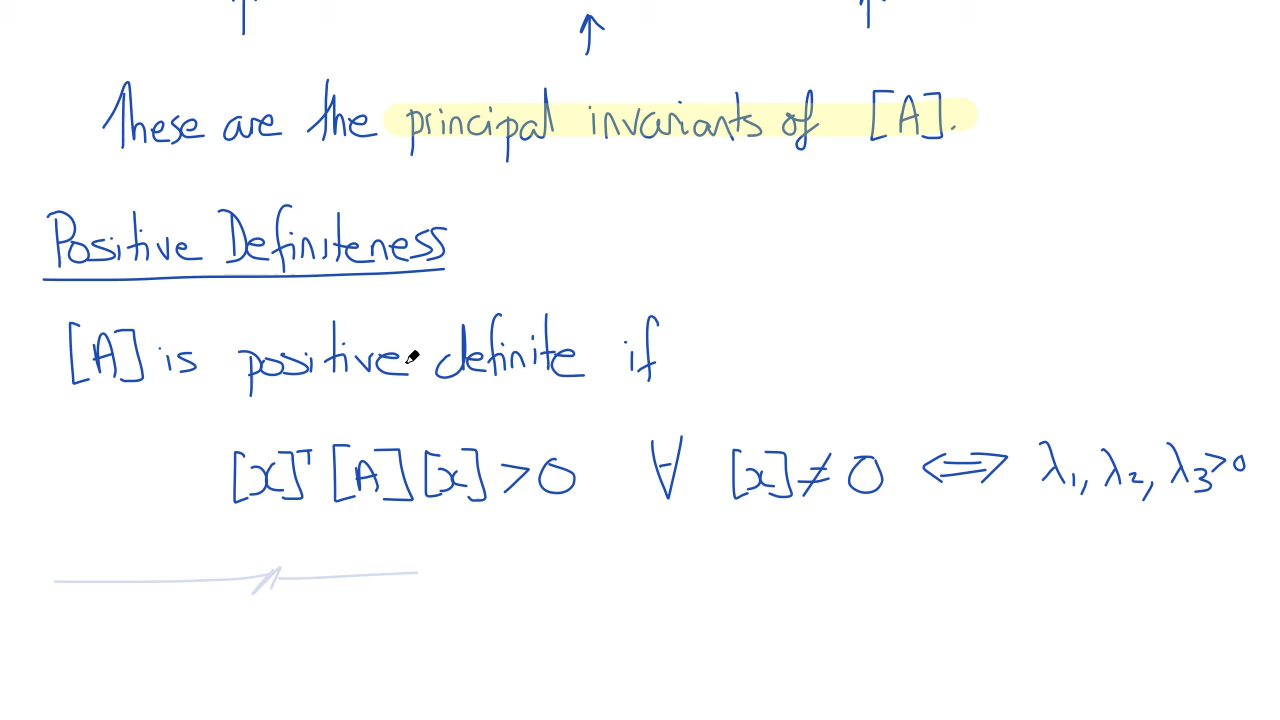 These are the principal invariants of [A].
Positive Definiteness
[A] is positive definite if
[x]ᵀ [A] [x] > 0 ∀ [x] ≠ 0 ⟺ λ₁, λ₂, λ₃ > 0